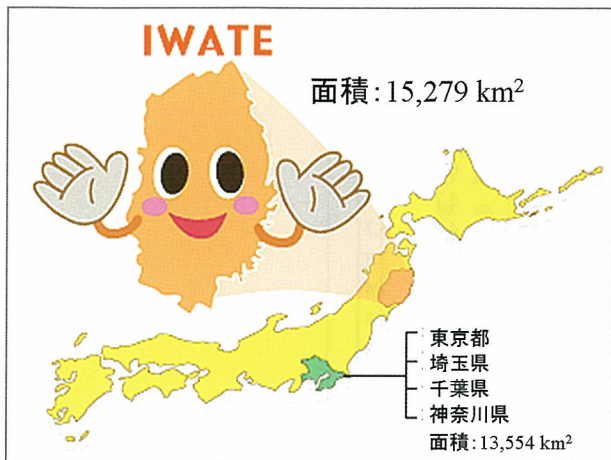 IWATE
面積：15,279 km²
東京都
埼玉県
千葉県
神奈川県
面積：13,554 km²